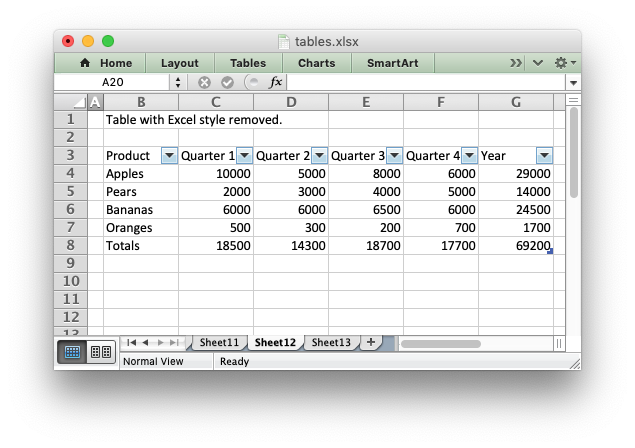 tables.xlsx
Home Layout Tables Charts SmartArt
A20 fx
A B C D E F G
1 Table with Excel style removed.
2
3 Product Quarter 1 Quarter 2 Quarter 3 Quarter 4 Year
4 Apples 10000 5000 8000 6000 29000
5 Pears 2000 3000 4000 5000 14000
6 Bananas 6000 6000 6500 6000 24500
7 Oranges 500 300 200 700 1700
8 Totals 18500 14300 18700 17700 69200
9
10
11
12
13
Sheet11 Sheet12 Sheet13
Normal View Ready